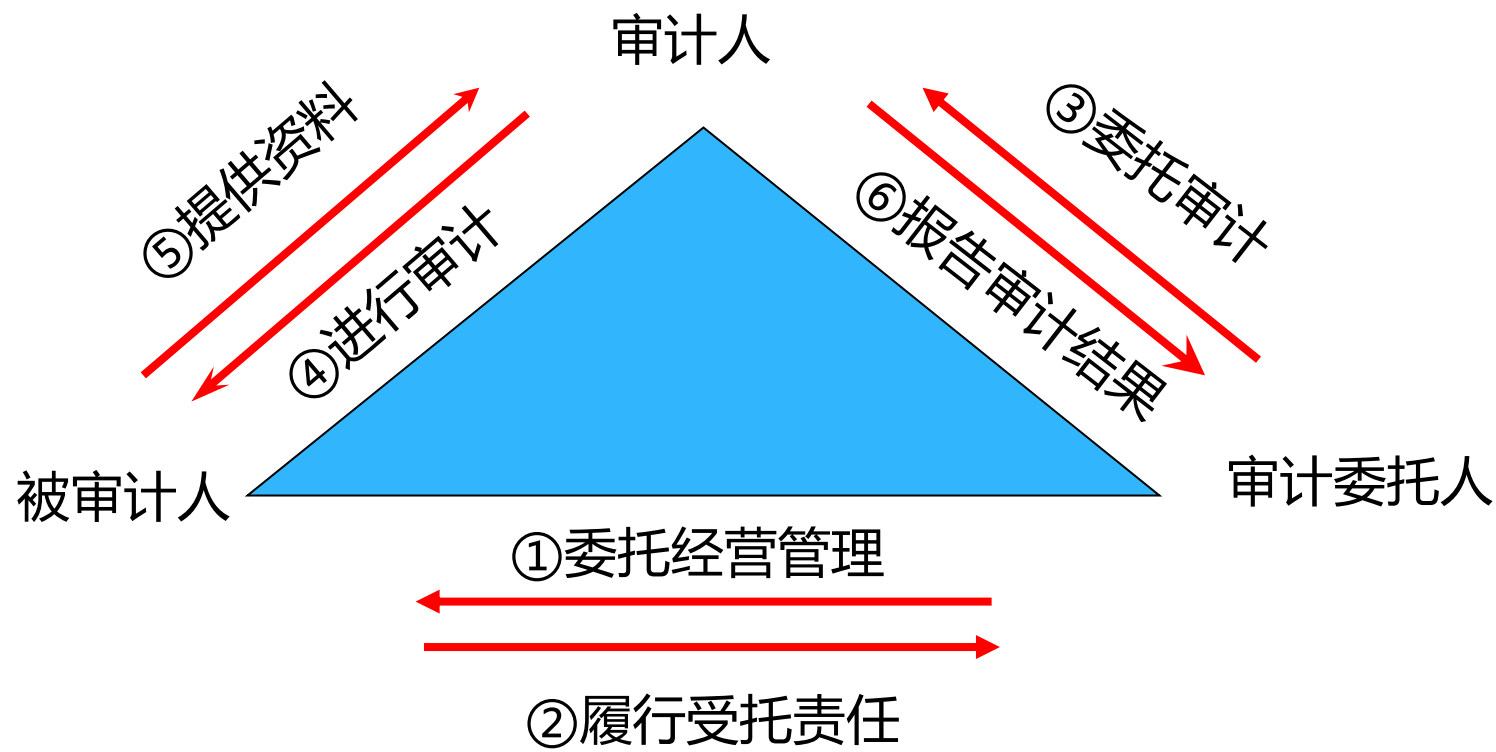 审计人
⑤提供资料
③委托审计
④进行审计
⑥报告审计结果
被审计人
审计委托人
①委托经营管理
②履行受托责任